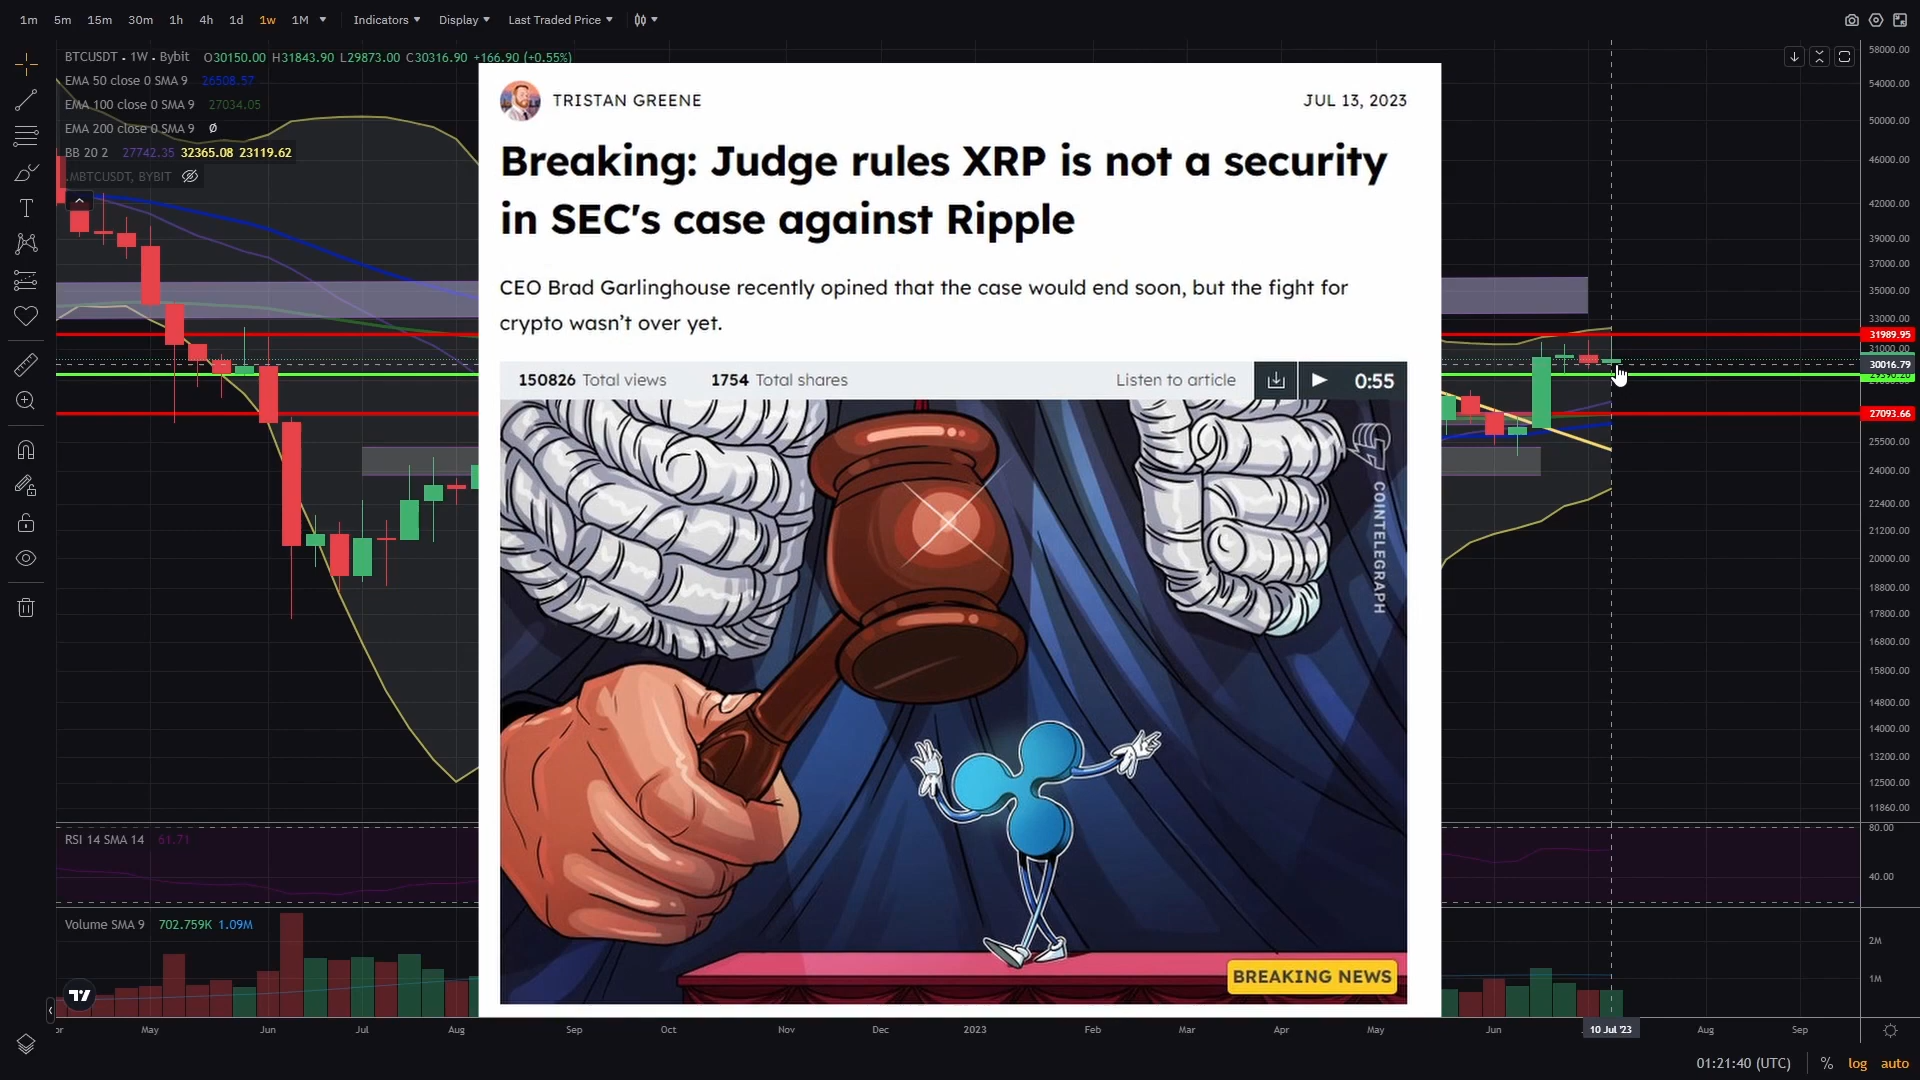 1m 5m 15m 30m 1h 4h 1d 1w 1M Indicators Display Last Traded Price
BTCUSDT · 1W · Bybit O30150.00 H31843.90 L29873.00 C30316.90 +166.90 (+0.55%)
EMA 50 close 0 SMA 9 26508.57
EMA 100 close 0 SMA 9 27034.05
EMA 200 close 0 SMA 9 Ø
BB 20 2 27742.35 32365.08 23119.62
.MBTCUSDT, BYBIT
TRISTAN GREENE
JUL 13, 2023
Breaking: Judge rules XRP is not a security
in SEC's case against Ripple
CEO Brad Garlinghouse recently opined that the case would end soon, but the fight for
crypto wasn’t over yet.
150826 Total views 1754 Total shares Listen to article 0:55
COINTELEGRAPH
BREAKING NEWS
58000.00
54000.00
50000.00
46000.00
42000.00
39000.00
37000.00
35000.00
33000.00
31989.95
31000.00
30016.79
27093.66
25500.00
24000.00
22400.00
21200.00
20000.00
18800.00
17800.00
16800.00
15800.00
14800.00
14000.00
13200.00
12500.00
11860.00
RSI 14 SMA 14 61.71
80.00
40.00
Volume SMA 9 702.759K 1.09M
2M
1M
May Jun Jul Aug Sep Oct Nov Dec 2023 Feb Mar Apr May Jun 10 Jul '23 Aug Sep
01:21:40 (UTC) % log auto